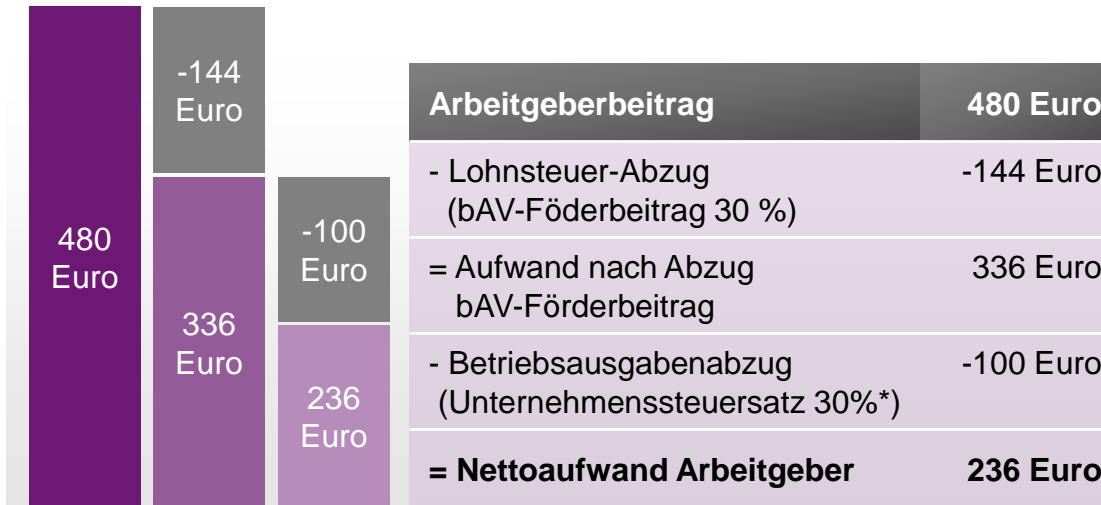 480
Euro
-144
Euro
336
Euro
-100
Euro
236
Euro
Arbeitgeberbeitrag 480 Euro
- Lohnsteuer-Abzug -144 Euro
(bAV-Föderbeitrag 30 %)
= Aufwand nach Abzug 336 Euro
bAV-Förderbeitrag
- Betriebsausgabenabzug -100 Euro
(Unternehmenssteuersatz 30%*)
= Nettoaufwand Arbeitgeber 236 Euro